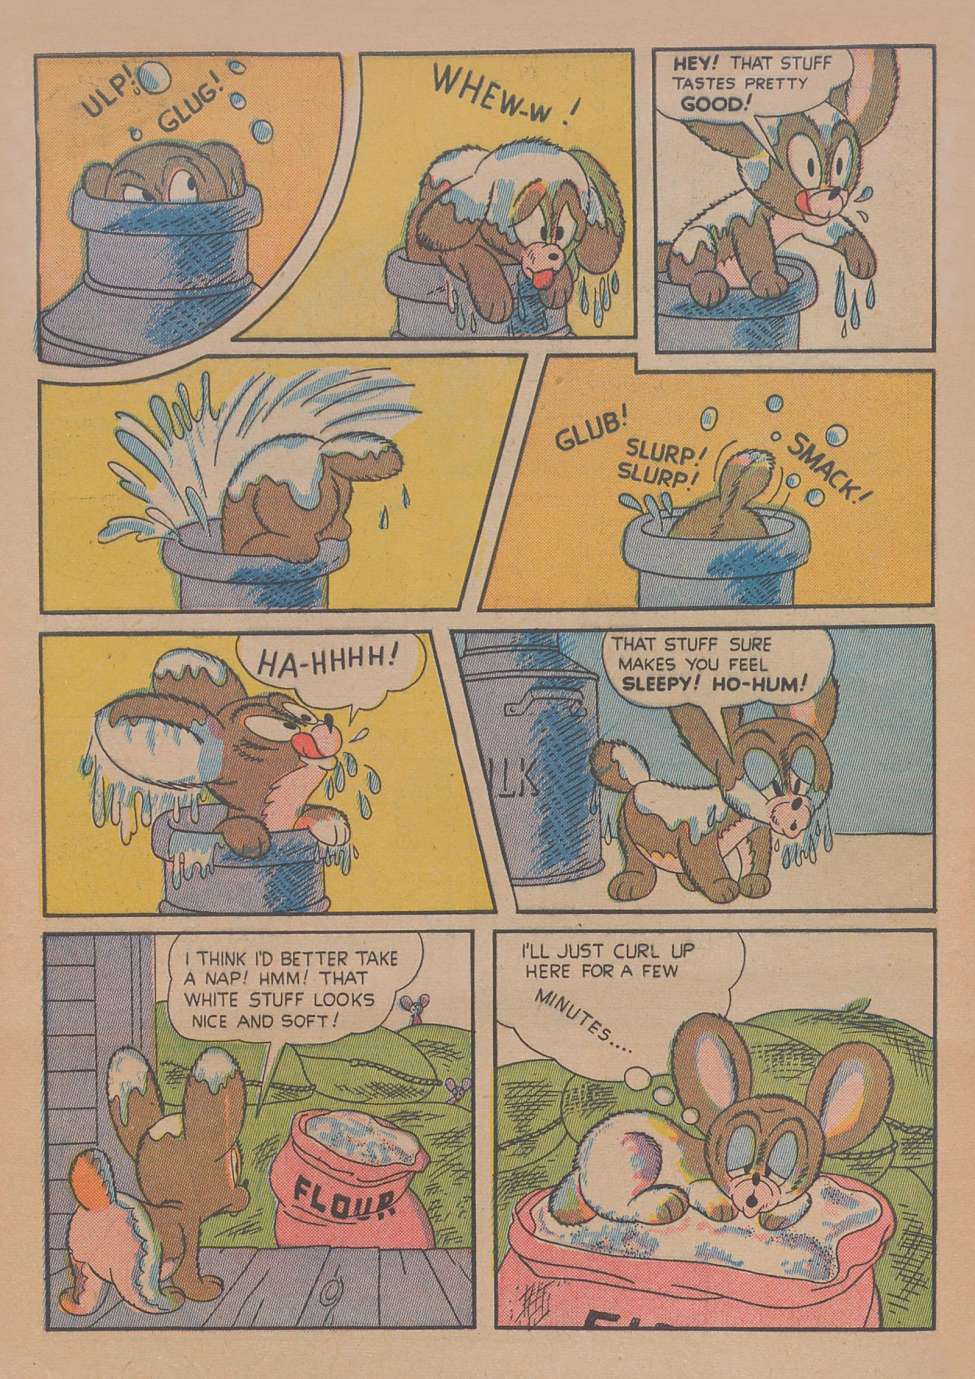 ULP!
GLUG!
WHEW-W!
HEY! THAT STUFF
TASTES PRETTY
GOOD!
GLUB!
SLURP!
SLURP!
SMACK!
HA-HHHH!
THAT STUFF SURE
MAKES YOU FEEL
SLEEPY! HO-HUM!
LK
I THINK I'D BETTER TAKE
A NAP! HMM! THAT
WHITE STUFF LOOKS
NICE AND SOFT!
FLOUR
I'LL JUST CURL UP
HERE FOR A FEW
MINUTES....